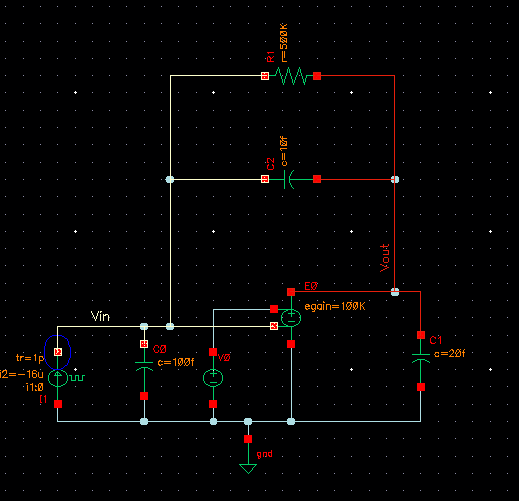 R1
r=500K
C2
c=10f
Vout
E0
egain=100K
Vin
tr=1p
i2=-16u
i1:0
I1
C0
c=100f
V0
C1
c=20f
gnd